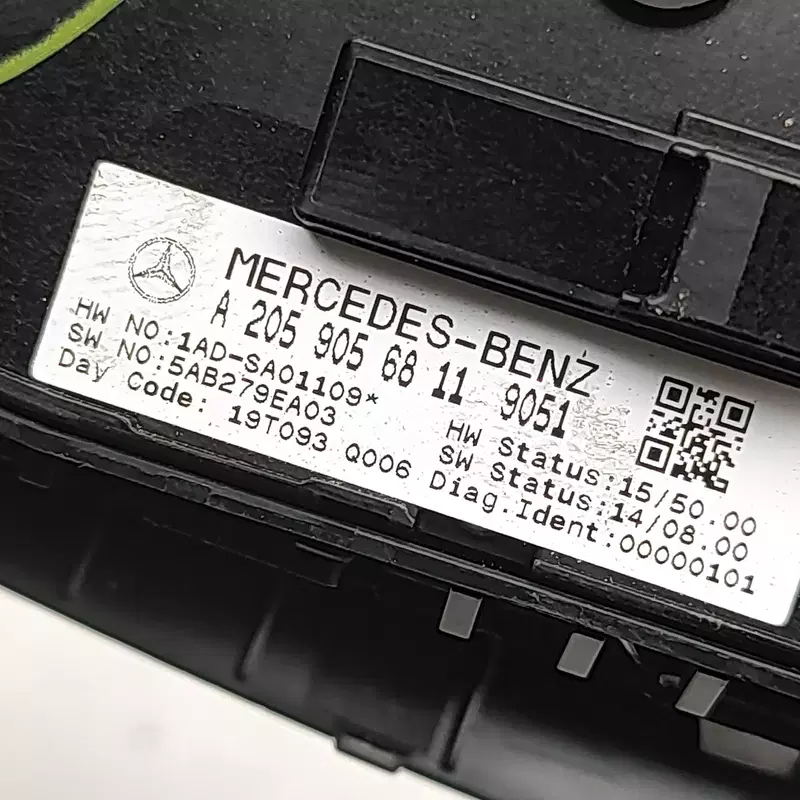 MERCEDES-BENZ
A 205 905 68 11 9051
HW NO:1AD-SA01109*
SW NO:5AB279EA03
Day Code: 19T093 Q006
HW Status:15/50.00
SW Status:14/08.00
Diag.Ident:00000101